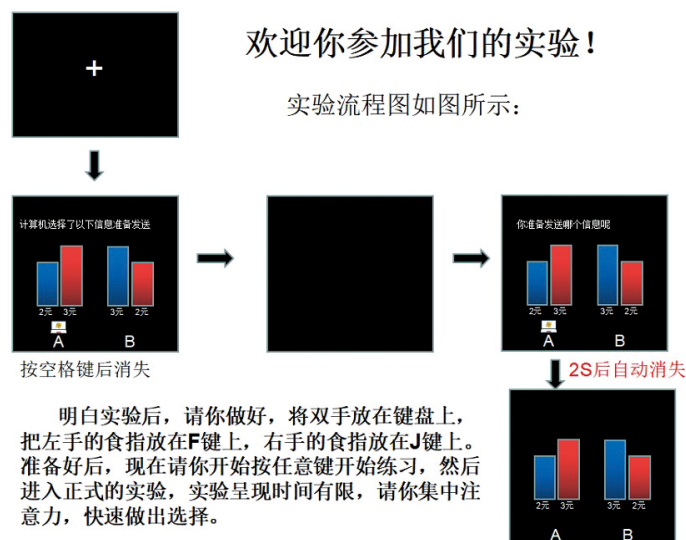 欢迎你参加我们的实验！
实验流程图如图所示：
+
计算机选择了以下信息准备发送
2元 3元 3元 2元
A B
按空格键后消失
你准备发送哪个信息呢
2元 3元 3元 2元
A B
2S后自动消失
2元 3元 3元 2元
A B
明白实验后，请你做好，将双手放在键盘上，
把左手的食指放在F键上，右手的食指放在J键上。
准备好后，现在请你开始按任意键开始练习，然后
进入正式的实验，实验呈现时间有限，请你集中注
意力，快速做出选择。